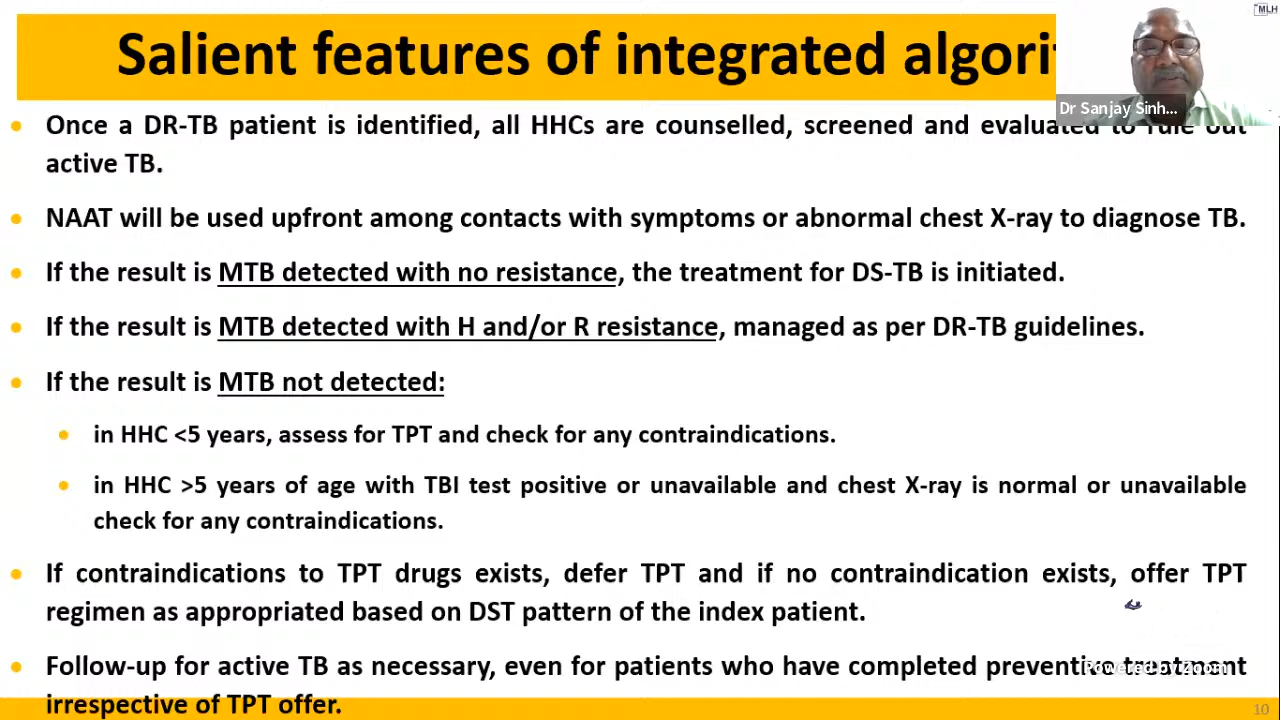 MLH
Salient features of integrated algori
Dr Sanjay Sinh...
• Once a DR-TB patient is identified, all HHCs are counselled, screened and evaluated to rule out
active TB.
• NAAT will be used upfront among contacts with symptoms or abnormal chest X-ray to diagnose TB.
• If the result is MTB detected with no resistance, the treatment for DS-TB is initiated.
• If the result is MTB detected with H and/or R resistance, managed as per DR-TB guidelines.
• If the result is MTB not detected:
• in HHC <5 years, assess for TPT and check for any contraindications.
• in HHC >5 years of age with TBI test positive or unavailable and chest X-ray is normal or unavailable
check for any contraindications.
• If contraindications to TPT drugs exists, defer TPT and if no contraindication exists, offer TPT
regimen as appropriated based on DST pattern of the index patient.
• Follow-up for active TB as necessary, even for patients who have completed preventive treatment
Powered by Zoom
irrespective of TPT offer.
10